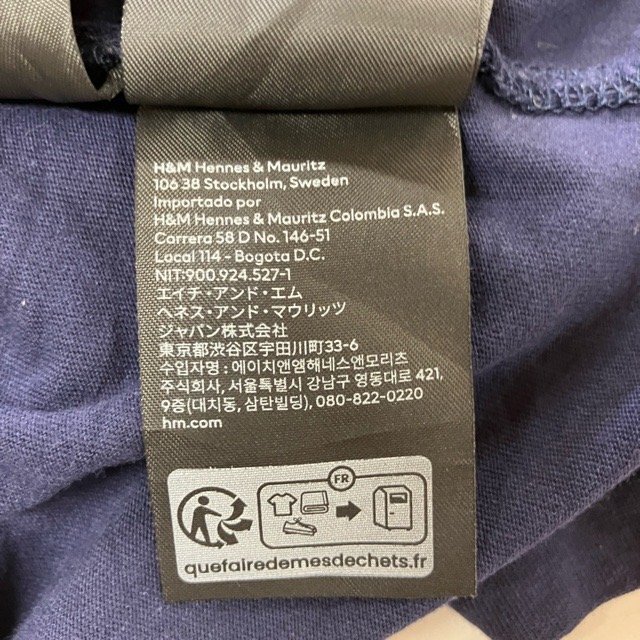 H&M Hennes & Mauritz
106 38 Stockholm, Sweden
Importado por
H&M Hennes & Mauritz Colombia S.A.S.
Carrera 58 D No. 146-51
Local 114 - Bogota D.C.
NIT:900.924.527-1
エイチ・アンド・エム
ヘネス・アンド・マウリッツ
ジャパン株式会社
東京都渋谷区宇田川町33-6
수입자명 : 에이치앤엠헤네스앤모리츠
주식회사, 서울특별시 강남구 영동대로 421,
9층(대치동, 삼탄빌딩), 080-822-0220
hm.com
FR
quefairedemesdechets.fr